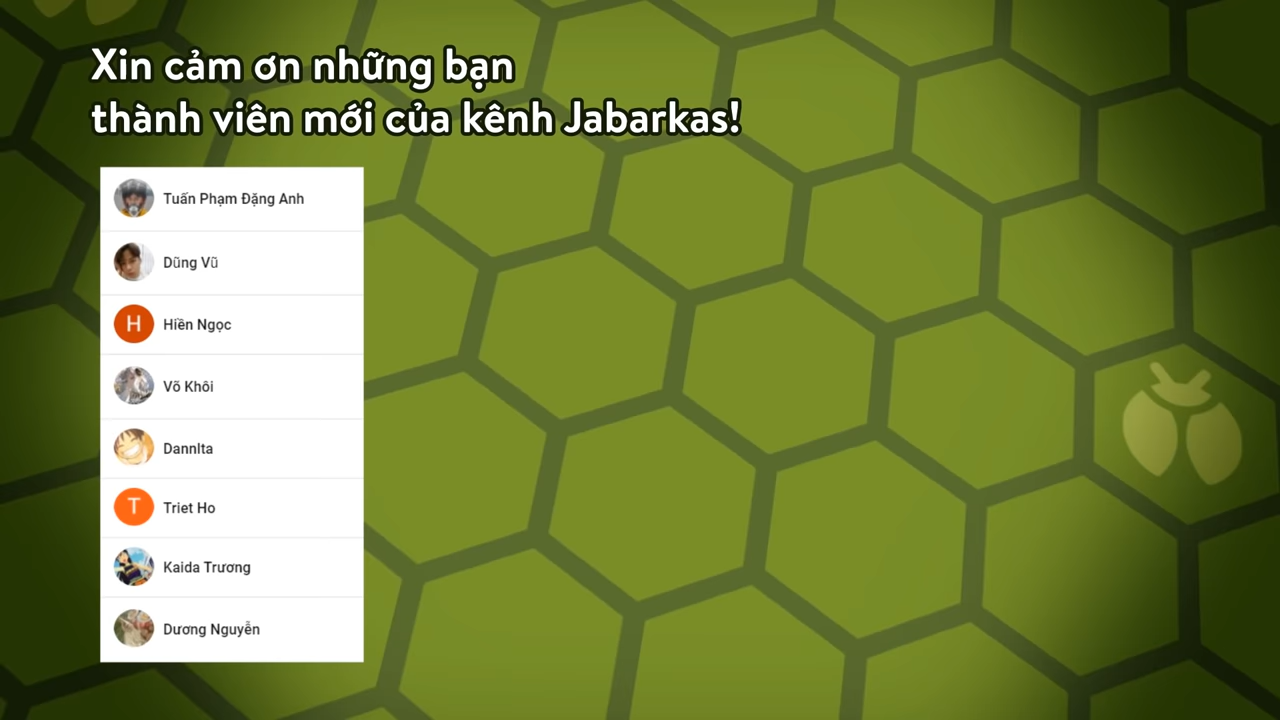 Xin cảm ơn những bạn
thành viên mới của kênh Jabarkas!
Tuấn Phạm Đặng Anh
Dũng Vũ
H
Hiền Ngọc
Võ Khôi
Dannlta
T
Triet Ho
Kaida Trương
Dương Nguyễn